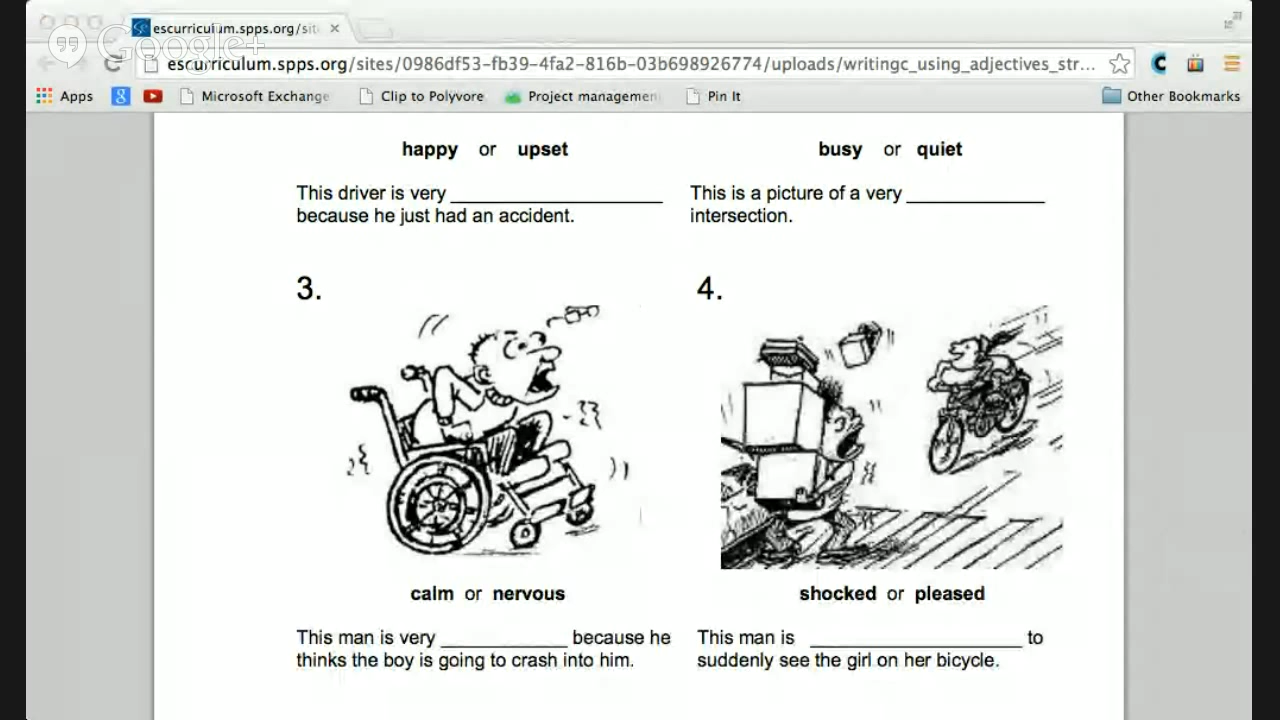 escurriculum.spps.org/sit
Google+
escurriculum.spps.org/sites/0986df53-fb39-4fa2-816b-03b698926774/uploads/writingc_using_adjectives_str...
Apps Microsoft Exchange Clip to Polyvore Project managemen Pin It Other Bookmarks
happy or upset
This driver is very ____________________
because he just had an accident.
busy or quiet
This is a picture of a very _____________
intersection.
3.
calm or nervous
This man is very ____________ because he
thinks the boy is going to crash into him.
4.
shocked or pleased
This man is ____________________ to
suddenly see the girl on her bicycle.